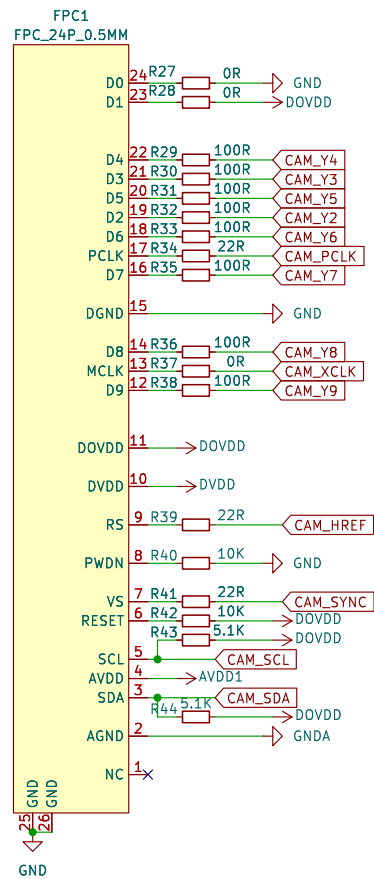 FPC1
FPC_24P_0.5MM
D0 24 R27 0R GND
D1 23 R28 0R DOVDD
D4 22 R29 100R CAM_Y4
D3 21 R30 100R CAM_Y3
D5 20 R31 100R CAM_Y5
D2 19 R32 100R CAM_Y2
D6 18 R33 100R CAM_Y6
PCLK 17 R34 22R CAM_PCLK
D7 16 R35 100R CAM_Y7
DGND 15 GND
D8 14 R36 100R CAM_Y8
MCLK 13 R37 0R CAM_XCLK
D9 12 R38 100R CAM_Y9
DOVDD 11 DOVDD
DVDD 10 DVDD
RS 9 R39 22R CAM_HREF
PWDN 8 R40 10K GND
VS 7 R41 22R CAM_SYNC
RESET 6 R42 10K DOVDD
R43 5.1K DOVDD
SCL 5 CAM_SCL
AVDD 4 AVDD1
SDA 3 CAM_SDA
R44 5.1K DOVDD
AGND 2 GNDA
NC 1
GND GND
25 26
GND